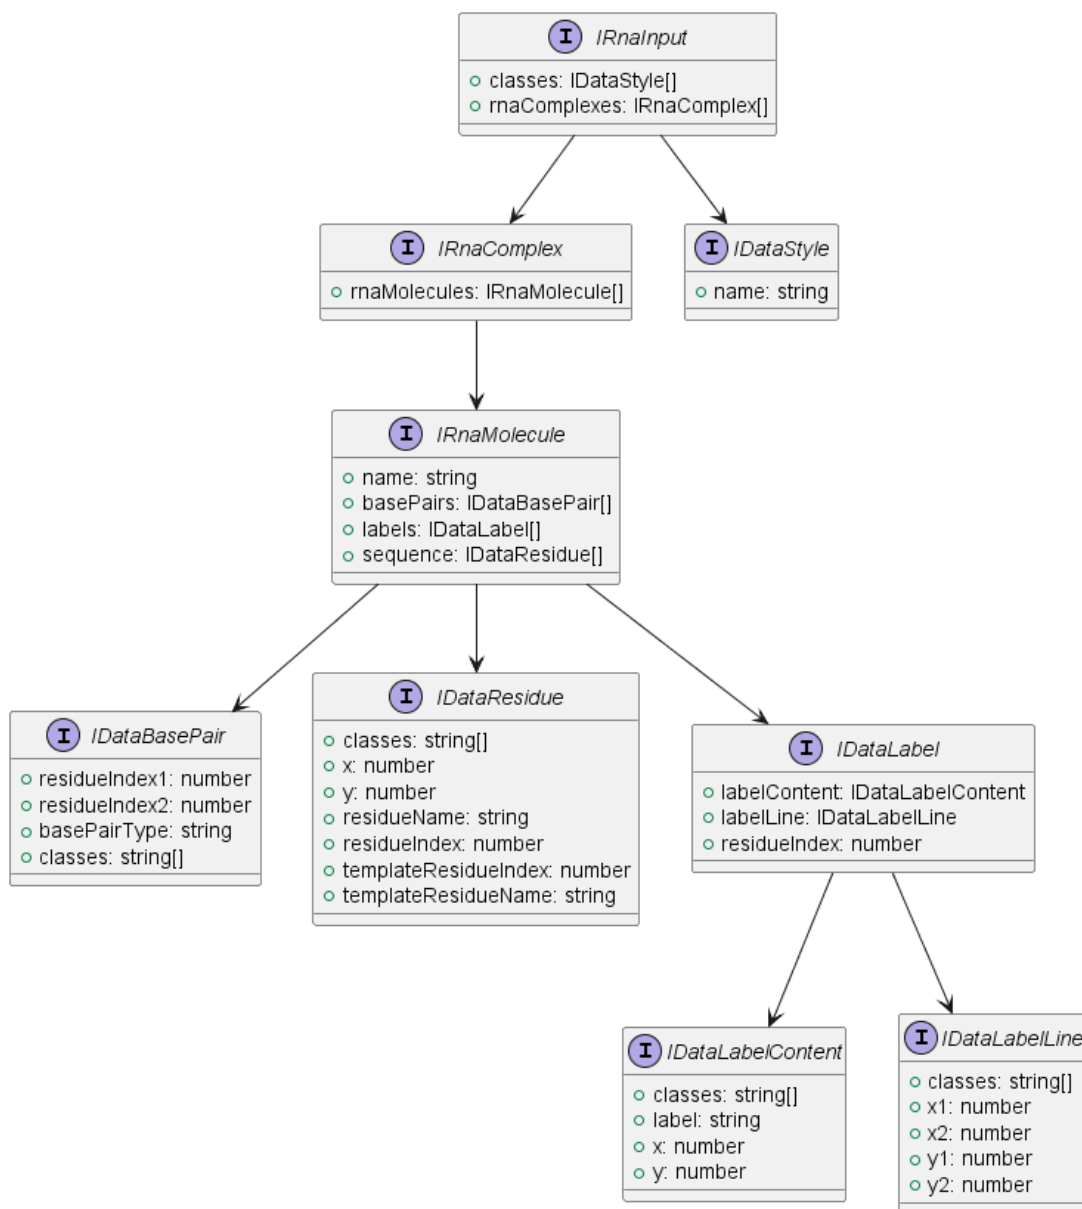 I IRnaInput
classes: IDataStyle[]
rnaComplexes: IRnaComplex[]
I IRnaComplex
rnaMolecules: IRnaMolecule[]
I IDataStyle
name: string
I IRnaMolecule
name: string
basePairs: IDataBasePair[]
labels: IDataLabel[]
sequence: IDataResidue[]
I IDataBasePair
residueIndex1: number
residueIndex2: number
basePairType: string
classes: string[]
I IDataResidue
classes: string[]
x: number
y: number
residueName: string
residueIndex: number
templateResidueIndex: number
templateResidueName: string
I IDataLabel
labelContent: IDataLabelContent
labelLine: IDataLabelLine
residueIndex: number
I IDataLabelContent
classes: string[]
label: string
x: number
y: number
I IDataLabelLine
classes: string[]
x1: number
x2: number
y1: number
y2: number